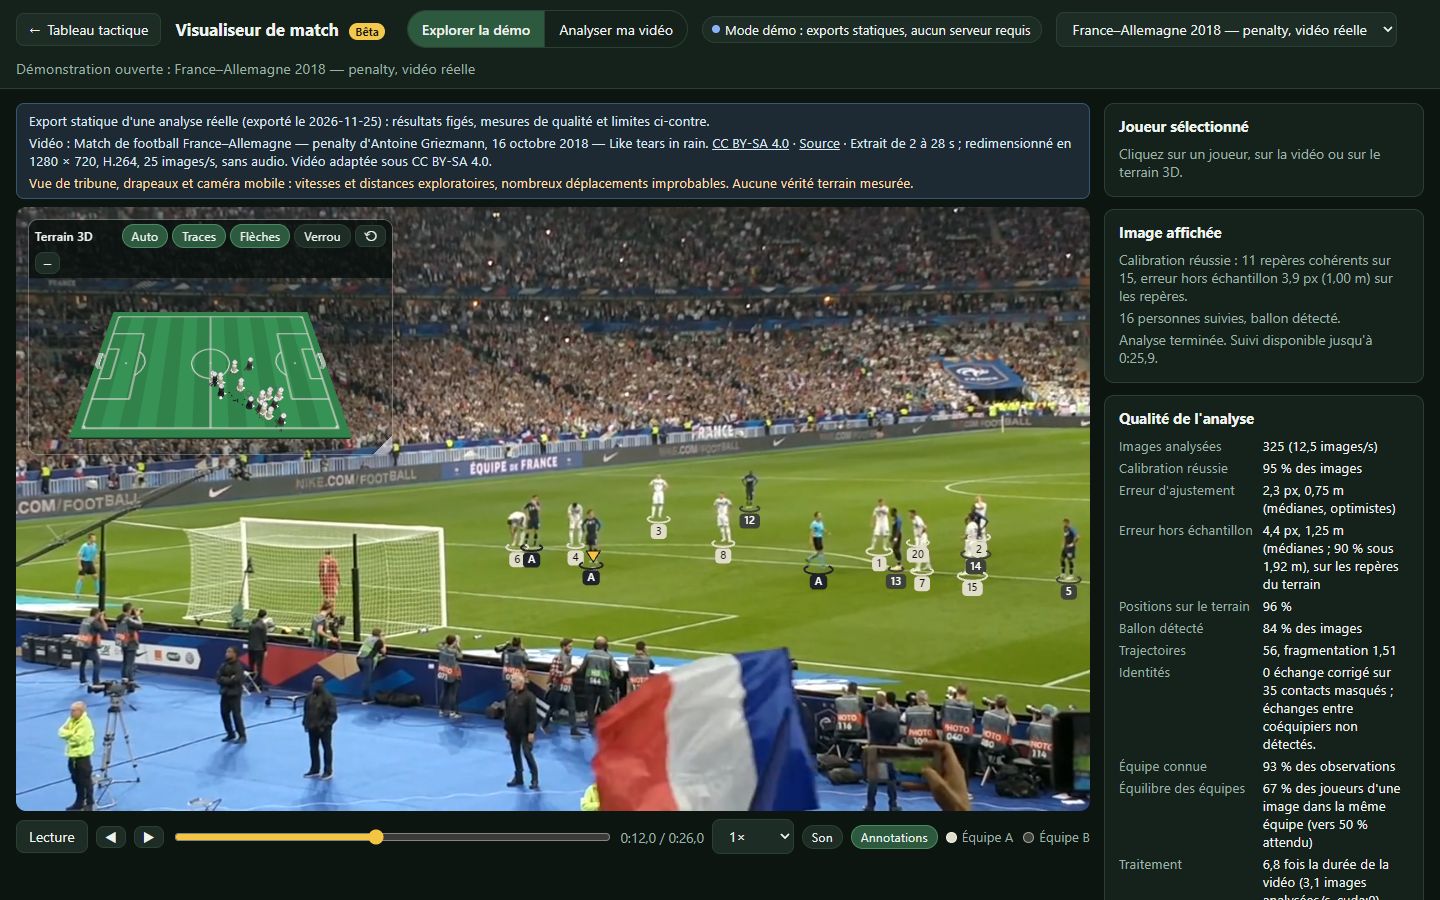 ← Tableau tactique
Visualiseur de match
Bêta
Explorer la démo
Analyser ma vidéo
Mode démo : exports statiques, aucun serveur requis
France–Allemagne 2018 — penalty, vidéo réelle
Démonstration ouverte : France–Allemagne 2018 — penalty, vidéo réelle
Export statique d'une analyse réelle (exporté le 2026-11-25) : résultats figés, mesures de qualité et limites ci-contre.
Vidéo : Match de football France–Allemagne — penalty d'Antoine Griezmann, 16 octobre 2018 — Like tears in rain. CC BY-SA 4.0 · Source · Extrait de 2 à 28 s ; redimensionné en
1280 × 720, H.264, 25 images/s, sans audio. Vidéo adaptée sous CC BY-SA 4.0.
Vue de tribune, drapeaux et caméra mobile : vitesses et distances exploratoires, nombreux déplacements improbables. Aucune vérité terrain mesurée.
Terrain 3D
Auto
Traces
Flèches
Verrou
–
FRANCE
FRANCE
ÉQUIPE DE FRANCE
NIKE.COM/FOOTBALL
.COM/FOOTBALL
3
12
8
6
A
4
A
A
1
20
13
7
2
14
15
5
Lecture
0:12,0 / 0:26,0
1×
Son
Annotations
Équipe A
Équipe B
Joueur sélectionné
Cliquez sur un joueur, sur la vidéo ou sur le
terrain 3D.
Image affichée
Calibration réussie : 11 repères cohérents sur
15, erreur hors échantillon 3,9 px (1,00 m) sur
les repères.
16 personnes suivies, ballon détecté.
Analyse terminée. Suivi disponible jusqu'à
0:25,9.
Qualité de l'analyse
Images analysées 325 (12,5 images/s)
Calibration réussie 95 % des images
Erreur d'ajustement 2,3 px, 0,75 m
(médianes, optimistes)
Erreur hors échantillon 4,4 px, 1,25 m
(médianes ; 90 % sous
1,92 m), sur les repères
du terrain
Positions sur le terrain 96 %
Ballon détecté 84 % des images
Trajectoires 56, fragmentation 1,51
Identités 0 échange corrigé sur
35 contacts masqués ;
échanges entre
coéquipiers non
détectés.
Équipe connue 93 % des observations
Équilibre des équipes 67 % des joueurs d'une
image dans la même
équipe (vers 50 %
attendu)
Traitement 6,8 fois la durée de la
vidéo (3,1 images
analysées/s, cuda:0)